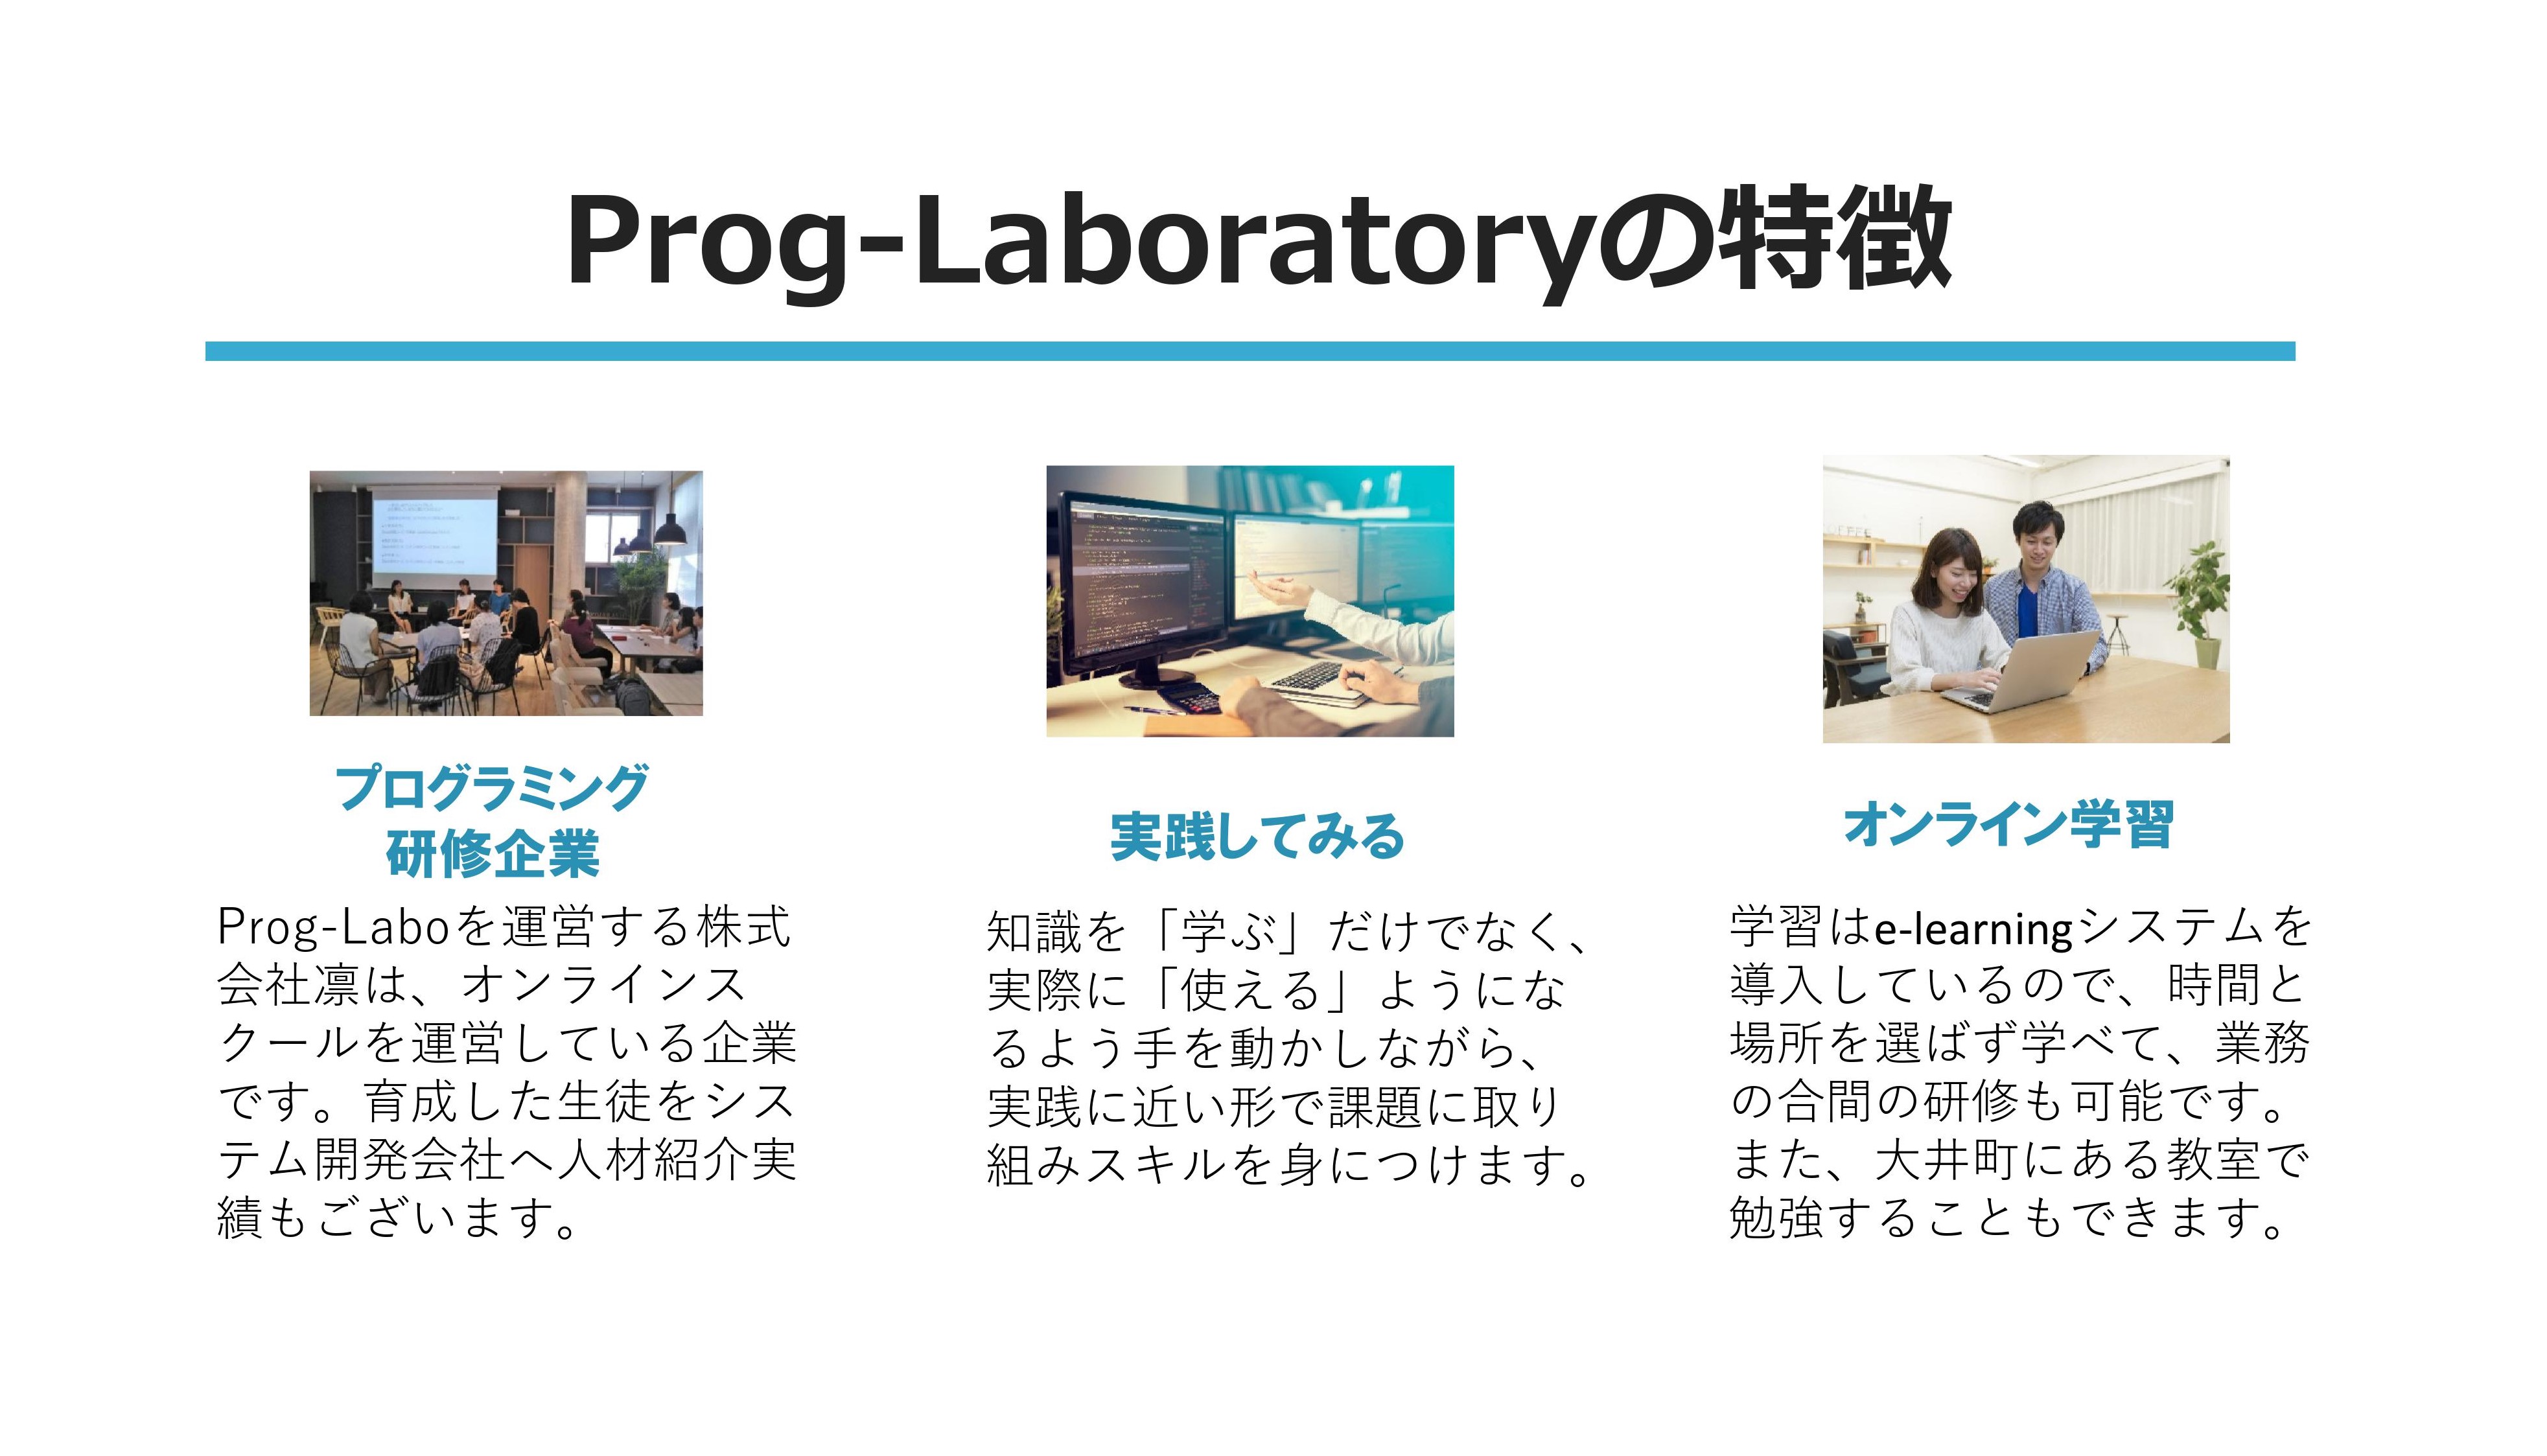 Prog-Laboratoryの特徴
プログラミング
研修企業
Prog-Laboを運営する株式
会社凛は、オンラインス
クールを運営している企業
です。育成した生徒をシス
テム開発会社へ人材紹介実
績もございます。
実践してみる
知識を「学ぶ」だけでなく、
実際に「使える」ようにな
るよう手を動かしながら、
実践に近い形で課題に取り
組みスキルを身につけます。
オンライン学習
学習はe-learningシステムを
導入しているので、時間と
場所を選ばず学べて、業務
の合間の研修も可能です。
また、大井町にある教室で
勉強することもできます。